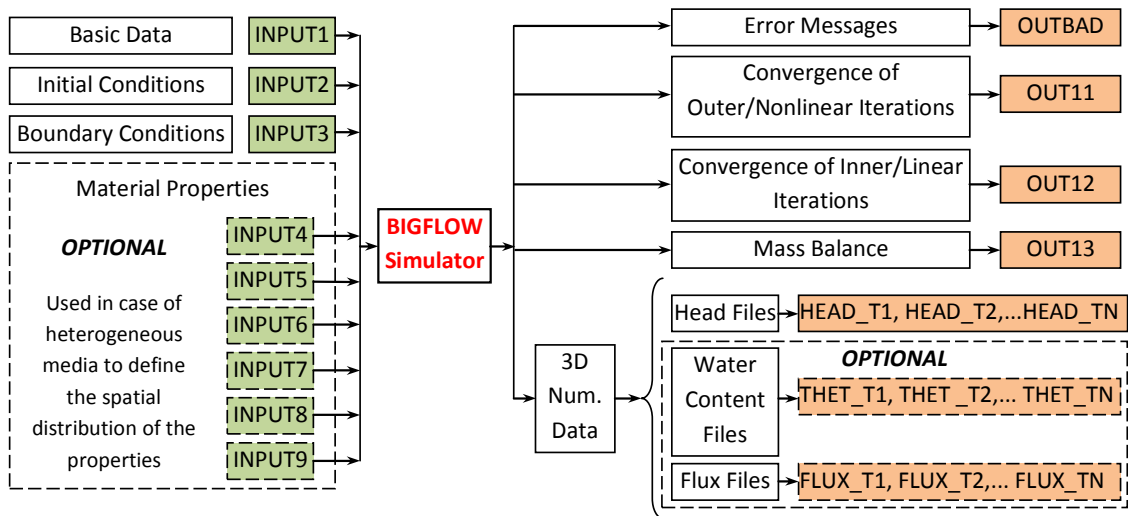 Basic Data
INPUT1
Initial Conditions
INPUT2
Boundary Conditions
INPUT3
Material Properties
OPTIONAL
Used in case of
heterogeneous
media to define
the spatial
distribution of the
properties
INPUT4
INPUT5
INPUT6
INPUT7
INPUT8
INPUT9
BIGFLOW
Simulator
Error Messages
OUTBAD
Convergence of
Outer/Nonlinear Iterations
OUT11
Convergence of Inner/Linear
Iterations
OUT12
Mass Balance
OUT13
3D
Num.
Data
Head Files
HEAD_T1, HEAD_T2,...HEAD_TN
OPTIONAL
Water
Content
Files
THET_T1, THET _T2,... THET_TN
Flux Files
FLUX_T1, FLUX_T2,... FLUX_TN